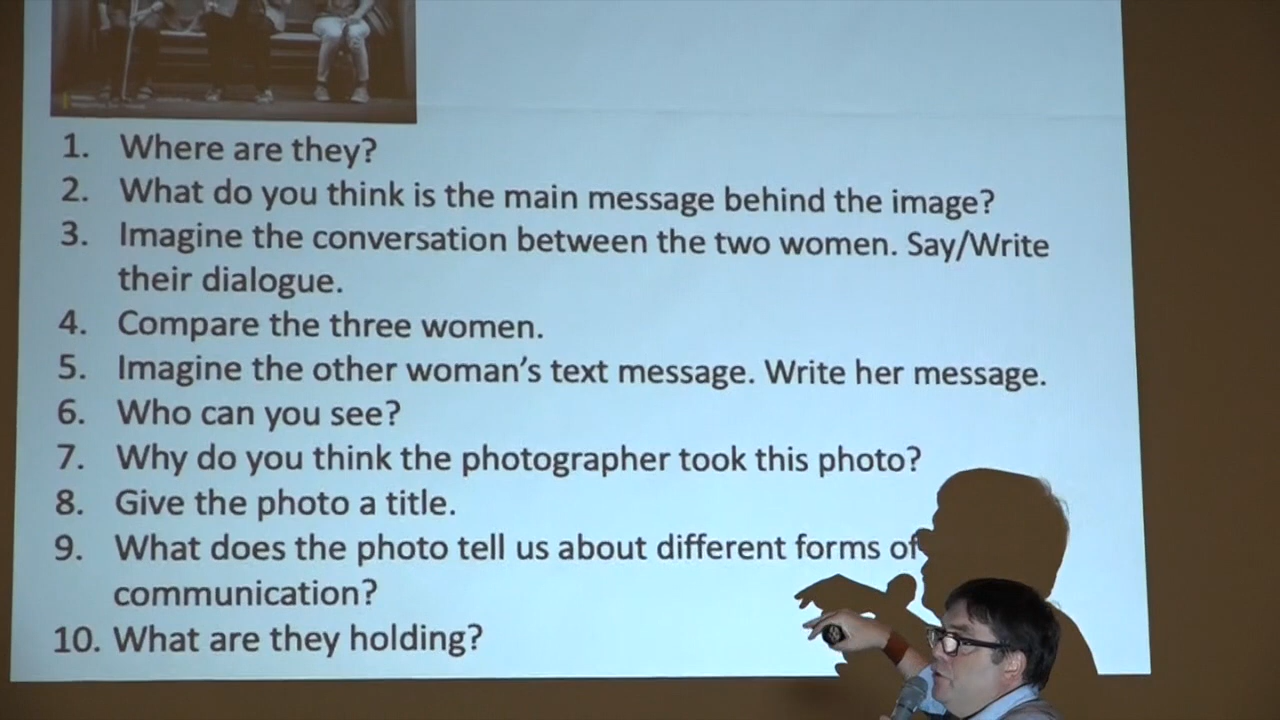 1. Where are they?
2. What do you think is the main message behind the image?
3. Imagine the conversation between the two women. Say/Write
their dialogue.
4. Compare the three women.
5. Imagine the other woman's text message. Write her message.
6. Who can you see?
7. Why do you think the photographer took this photo?
8. Give the photo a title.
9. What does the photo tell us about different forms of
communication?
10. What are they holding?